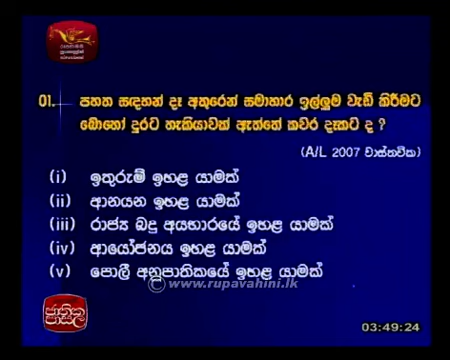 01. පහත සඳහන් දෑ අතුරෙන් සමාහාර ඉල්ලුම වැඩි කිරීමට
බොහෝ දුරට හැකියාවක් ඇත්තේ කවර දෑකට ද ?
(A/L 2007 වාස්තවික)
(i) ඉතුරුම් ඉහළ යාමක්
(ii) ආනයන ඉහළ යාමක්
(iii) රාජ්‍ය බදු අයභාරයේ ඉහළ යාමක්
(iv) ආයෝජනය ඉහළ යාමක්
(v) පොලී අනුපාතිකයේ ඉහළ යාමක්
© www.rupavahini.lk
ජාතික
පාසල
03:49:24